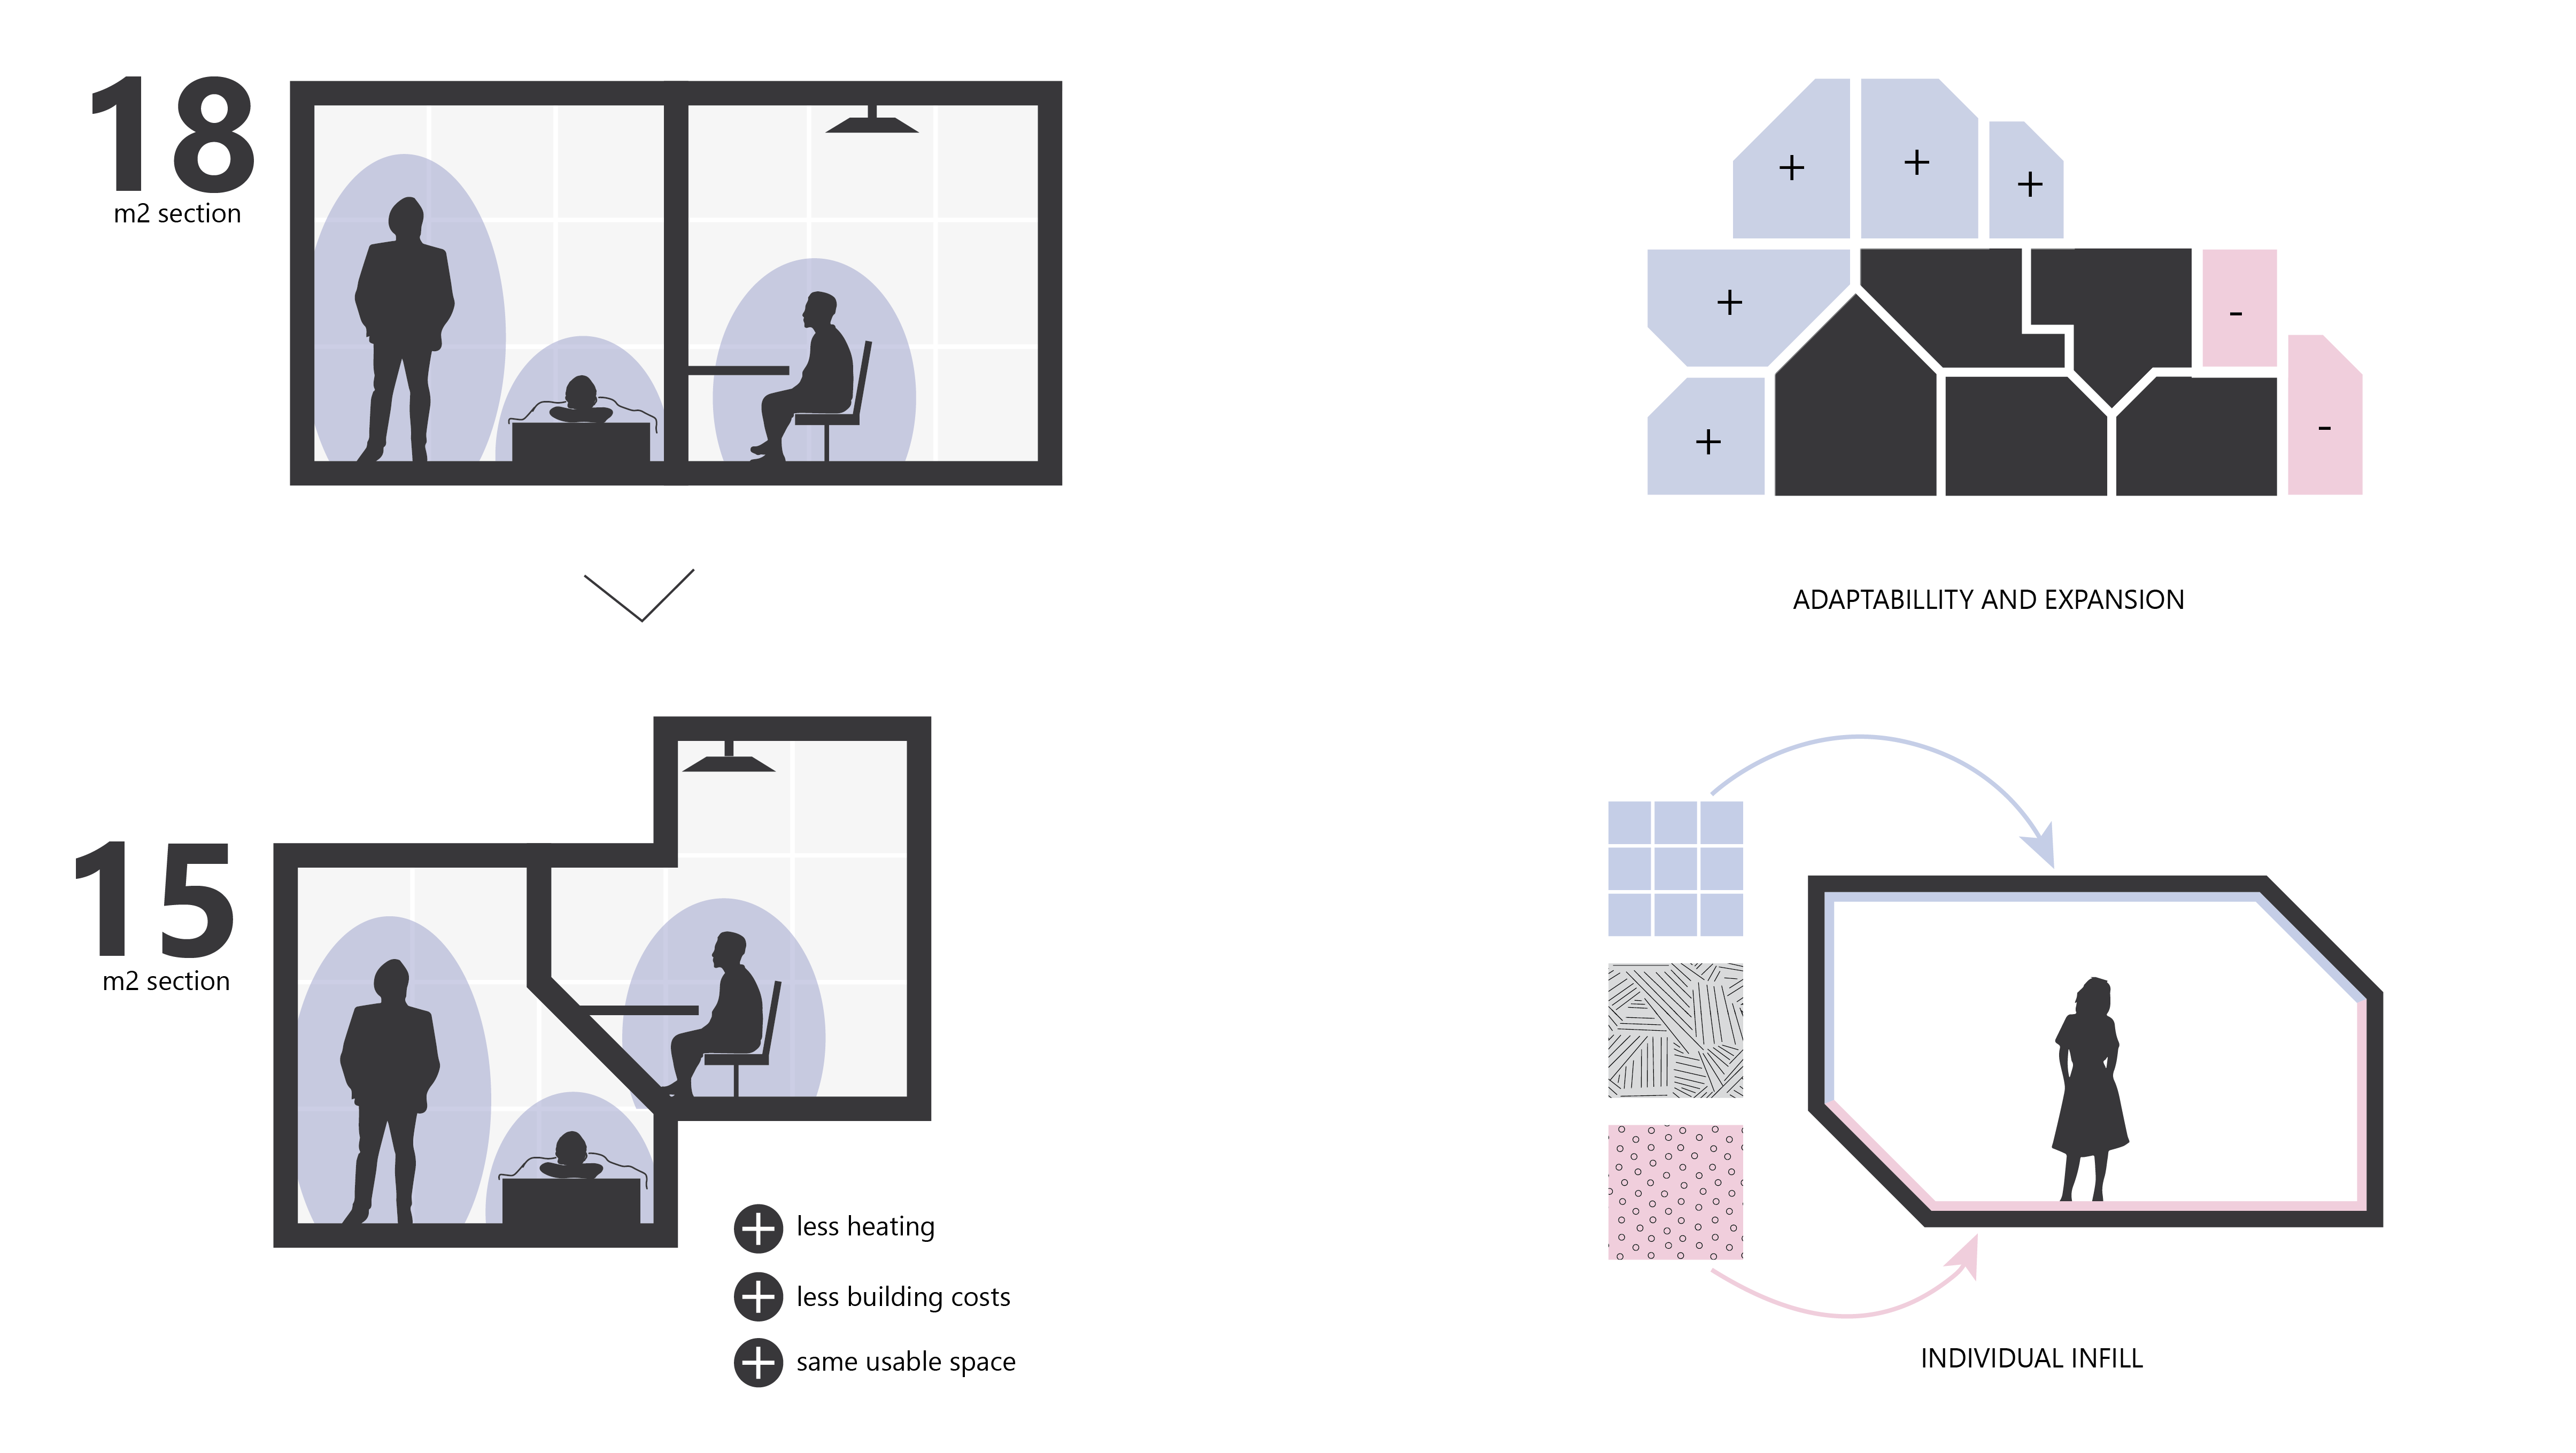 18
m2 section
15
m2 section
less heating
less building costs
same usable space
+
+
+
+
+
-
-
ADAPTABILLITY AND EXPANSION
INDIVIDUAL INFILL